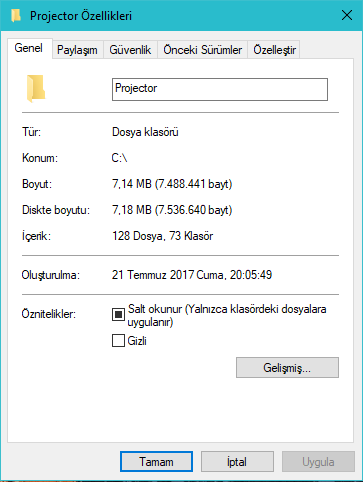 Projector Özellikleri
Genel Paylaşım Güvenlik Önceki Sürümler Özelleştir
Projector
Tür: Dosya klasörü
Konum: C:\
Boyut: 7,14 MB (7.488.441 bayt)
Diskte boyutu: 7,18 MB (7.536.640 bayt)
İçerik: 128 Dosya, 73 Klasör
Oluşturulma: 21 Temmuz 2017 Cuma, 20:05:49
Öznitelikler: Salt okunur (Yalnızca klasördeki dosyalara
uygulanır)
Gizli
Gelişmiş...
Tamam İptal Uygula